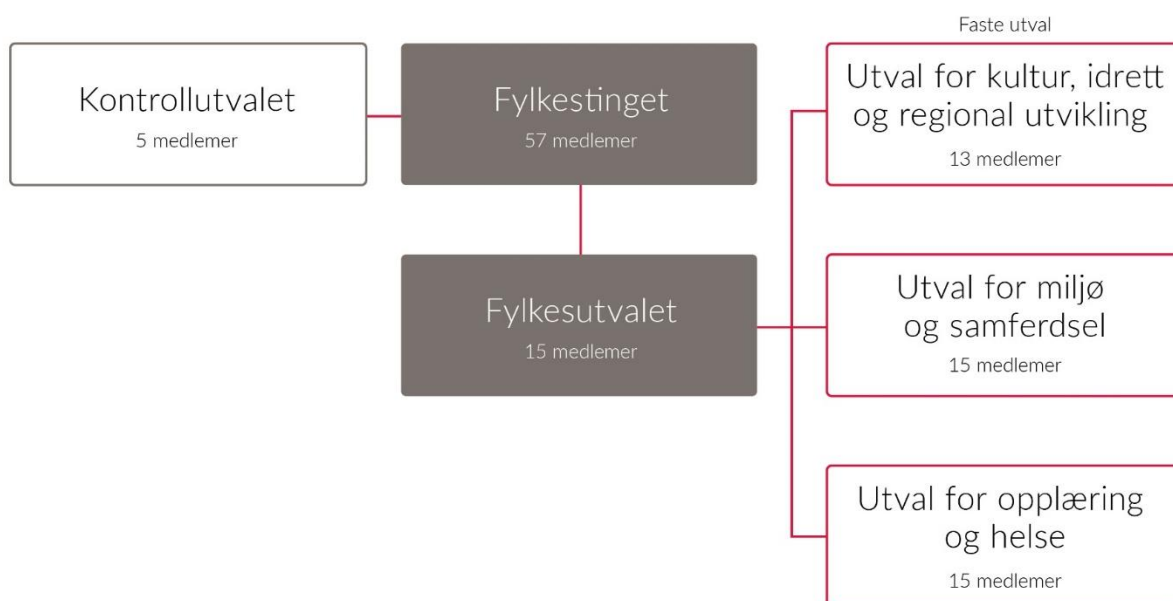 Kontrollutvalet
5 medlemer
Fylkestinget
57 medlemer
Fylkesutvalet
15 medlemer
Faste utval
Utval for kultur, idrett
og regional utvikling
13 medlemer
Utval for miljø
og samferdsel
15 medlemer
Utval for opplæring
og helse
15 medlemer